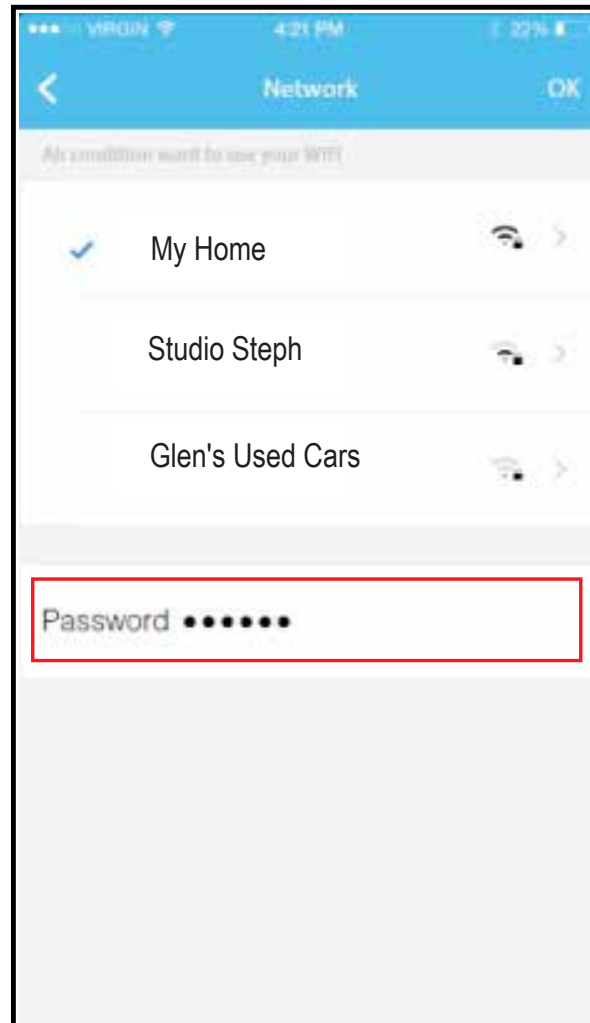 VIRGIN 4:21 PM 22%
Network OK
Air condition want to use your WIFI
My Home
Studio Steph
Glen's Used Cars
Password ●●●●●●